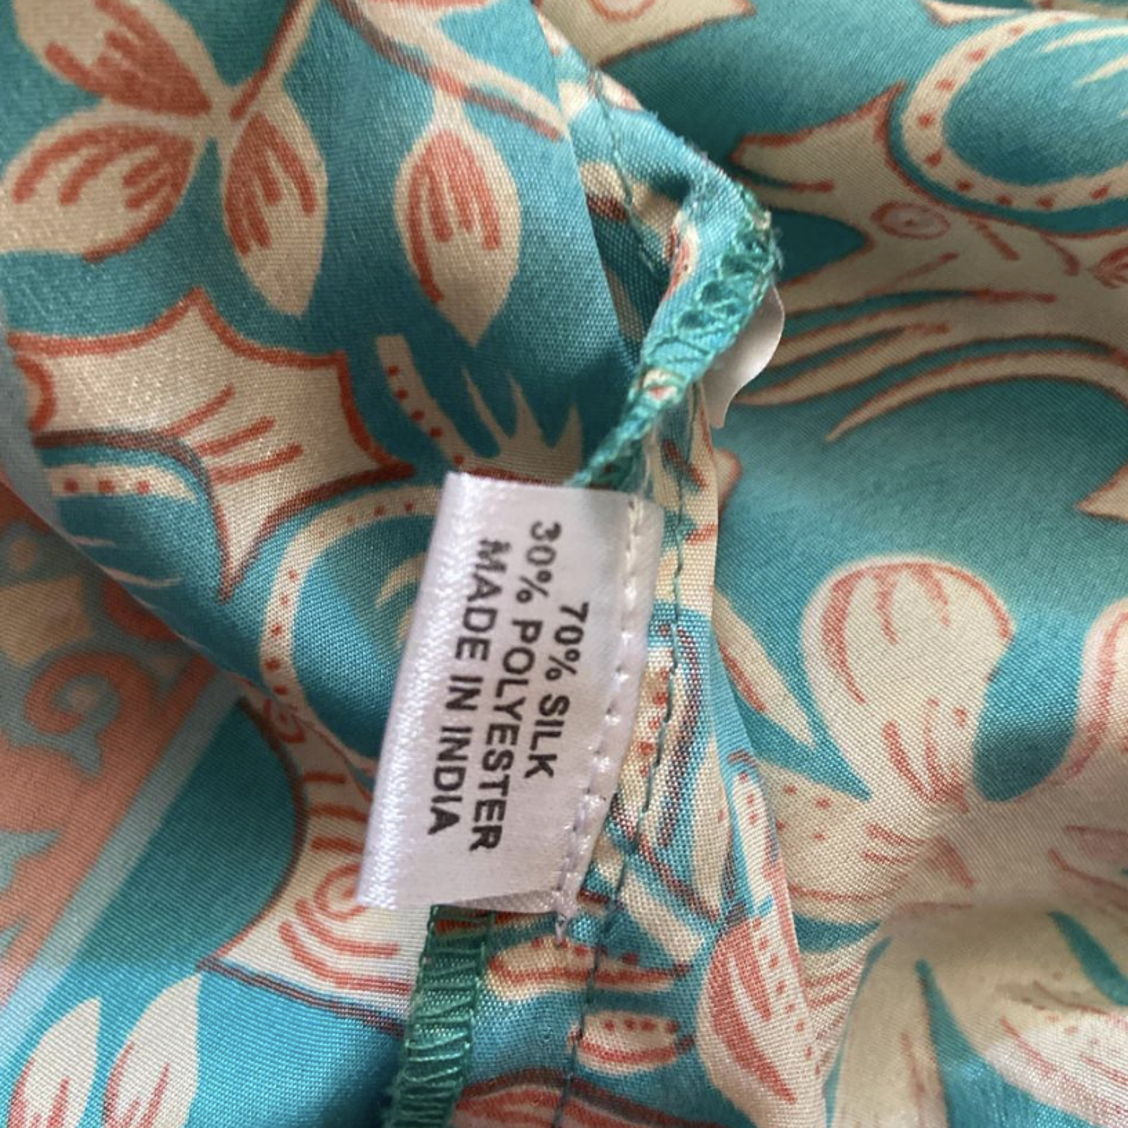 70% SILK
30% POLYESTER
MADE IN INDIA